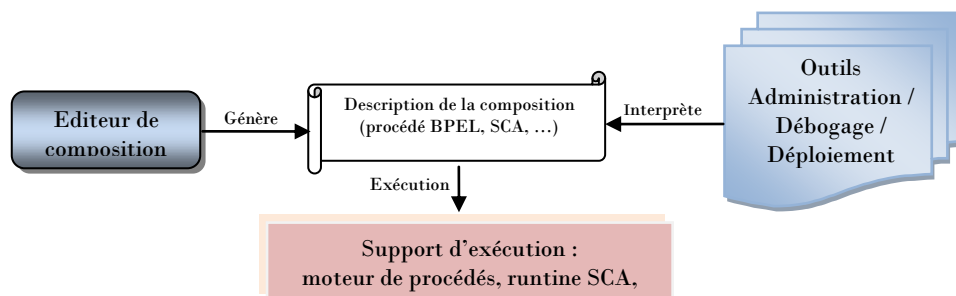 Editeur de
composition
Génère
Description de la composition
(procédé BPEL, SCA, …)
Interprète
Outils
Administration /
Débogage /
Déploiement
Exécution
Support d'exécution :
moteur de procédés, runtine SCA,